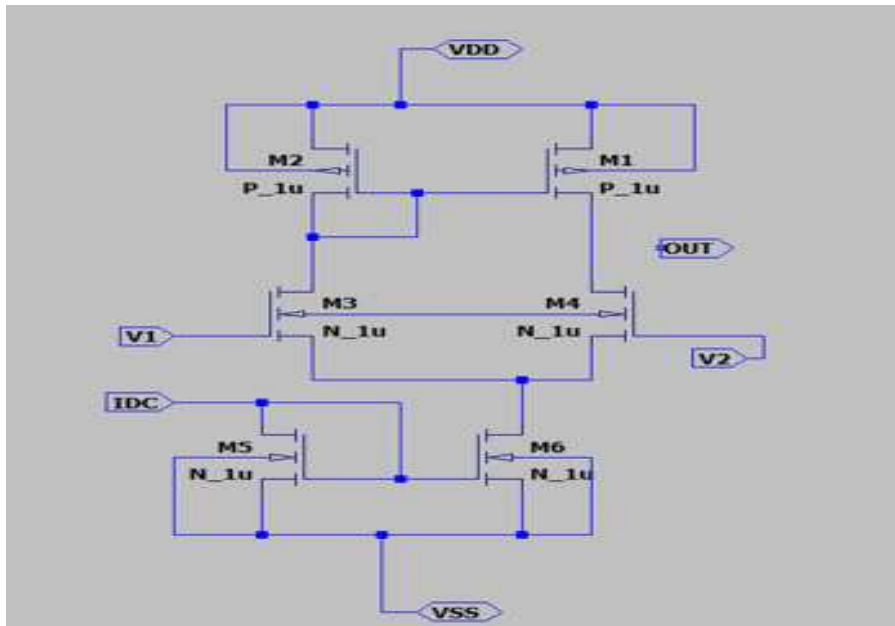 VDD
M2 M1
P_1u P_1u
OUT
M3 M4
V1 N_1u N_1u
V2
IDC
M5 M6
N_1u N_1u
VSS